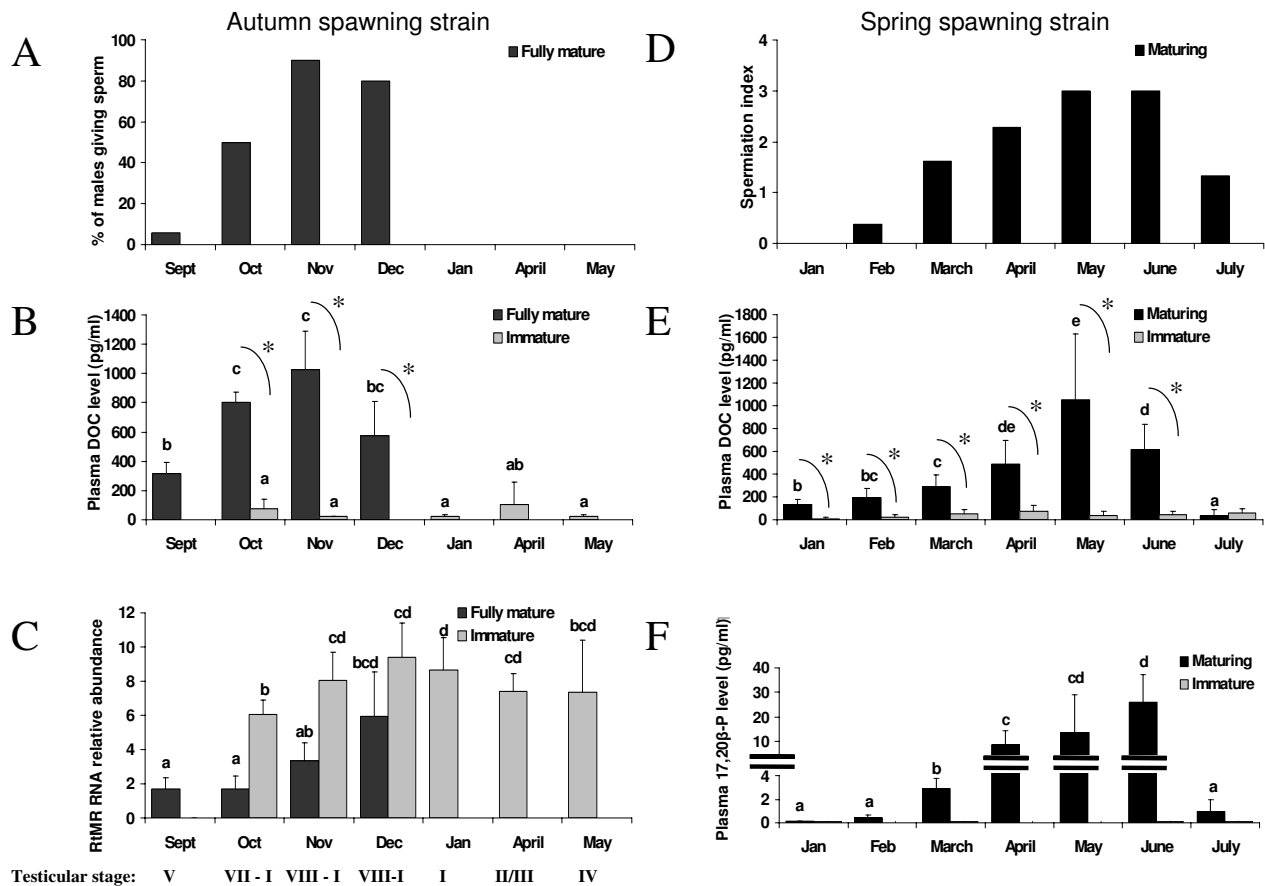 Autumn spawning strain
A
% of males giving sperm
100
80
60
40
20
0
Fully mature
Sept Oct Nov Dec Jan April May
B
Plasma DOC level (pg/ml)
1400
1200
1000
800
600
400
200
0
Fully mature
Immature
b c a * c a * bc * a ab a
Sept Oct Nov Dec Jan April May
C
RtMR RNA relative abundance
12
10
8
6
4
2
0
Fully mature
Immature
a a b ab cd bcd cd d cd bcd
Sept Oct Nov Dec Jan April May
Testicular stage: V VII - I VIII - I VIII-I I II/III IV
Spring spawning strain
D
Spermiation index
4
3
2
1
0
Maturing
Jan Feb March April May June July
E
Plasma DOC level (pg/ml)
1800
1600
1400
1200
1000
800
600
400
200
0
Maturing
Immature
b * bc * c * de * e * d * a
Jan Feb March April May June July
F
Plasma 17,20β-P level (pg/ml)
40
30
20
10
4
2
0
Maturing
Immature
a a b c cd d a
Jan Feb March April May June July